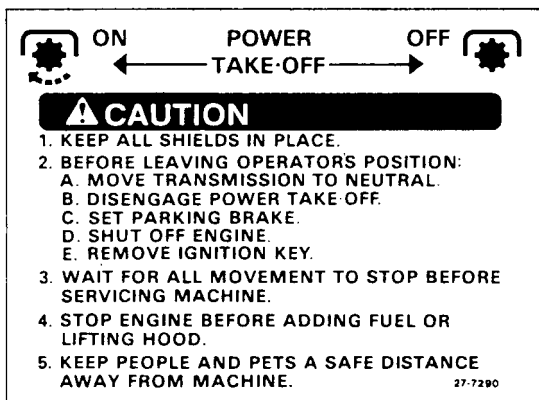 ON POWER OFF
TAKE-OFF
CAUTION
1. KEEP ALL SHIELDS IN PLACE.
2. BEFORE LEAVING OPERATOR'S POSITION:
A. MOVE TRANSMISSION TO NEUTRAL.
B. DISENGAGE POWER TAKE OFF.
C. SET PARKING BRAKE.
D. SHUT OFF ENGINE.
E. REMOVE IGNITION KEY.
3. WAIT FOR ALL MOVEMENT TO STOP BEFORE
SERVICING MACHINE.
4. STOP ENGINE BEFORE ADDING FUEL OR
LIFTING HOOD.
5. KEEP PEOPLE AND PETS A SAFE DISTANCE
AWAY FROM MACHINE.
27-7290